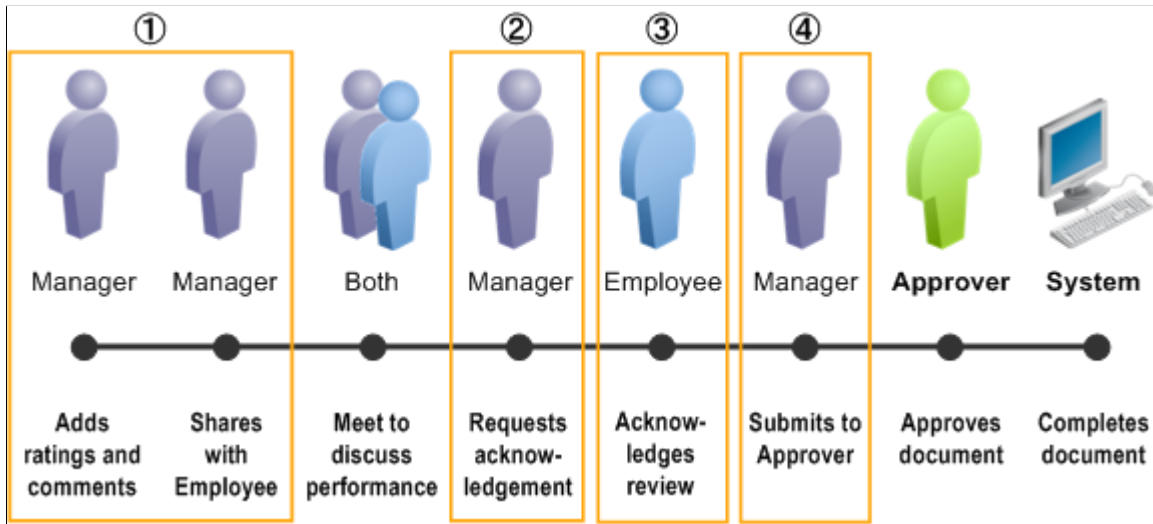 ① ② ③ ④
Manager Manager Both Manager Employee Manager Approver System
Adds
ratings and
comments
Shares
with
Employee
Meet to
discuss
performance
Requests
acknow-
ledgement
Acknow-
ledges
review
Submits to
Approver
Approves
document
Completes
document